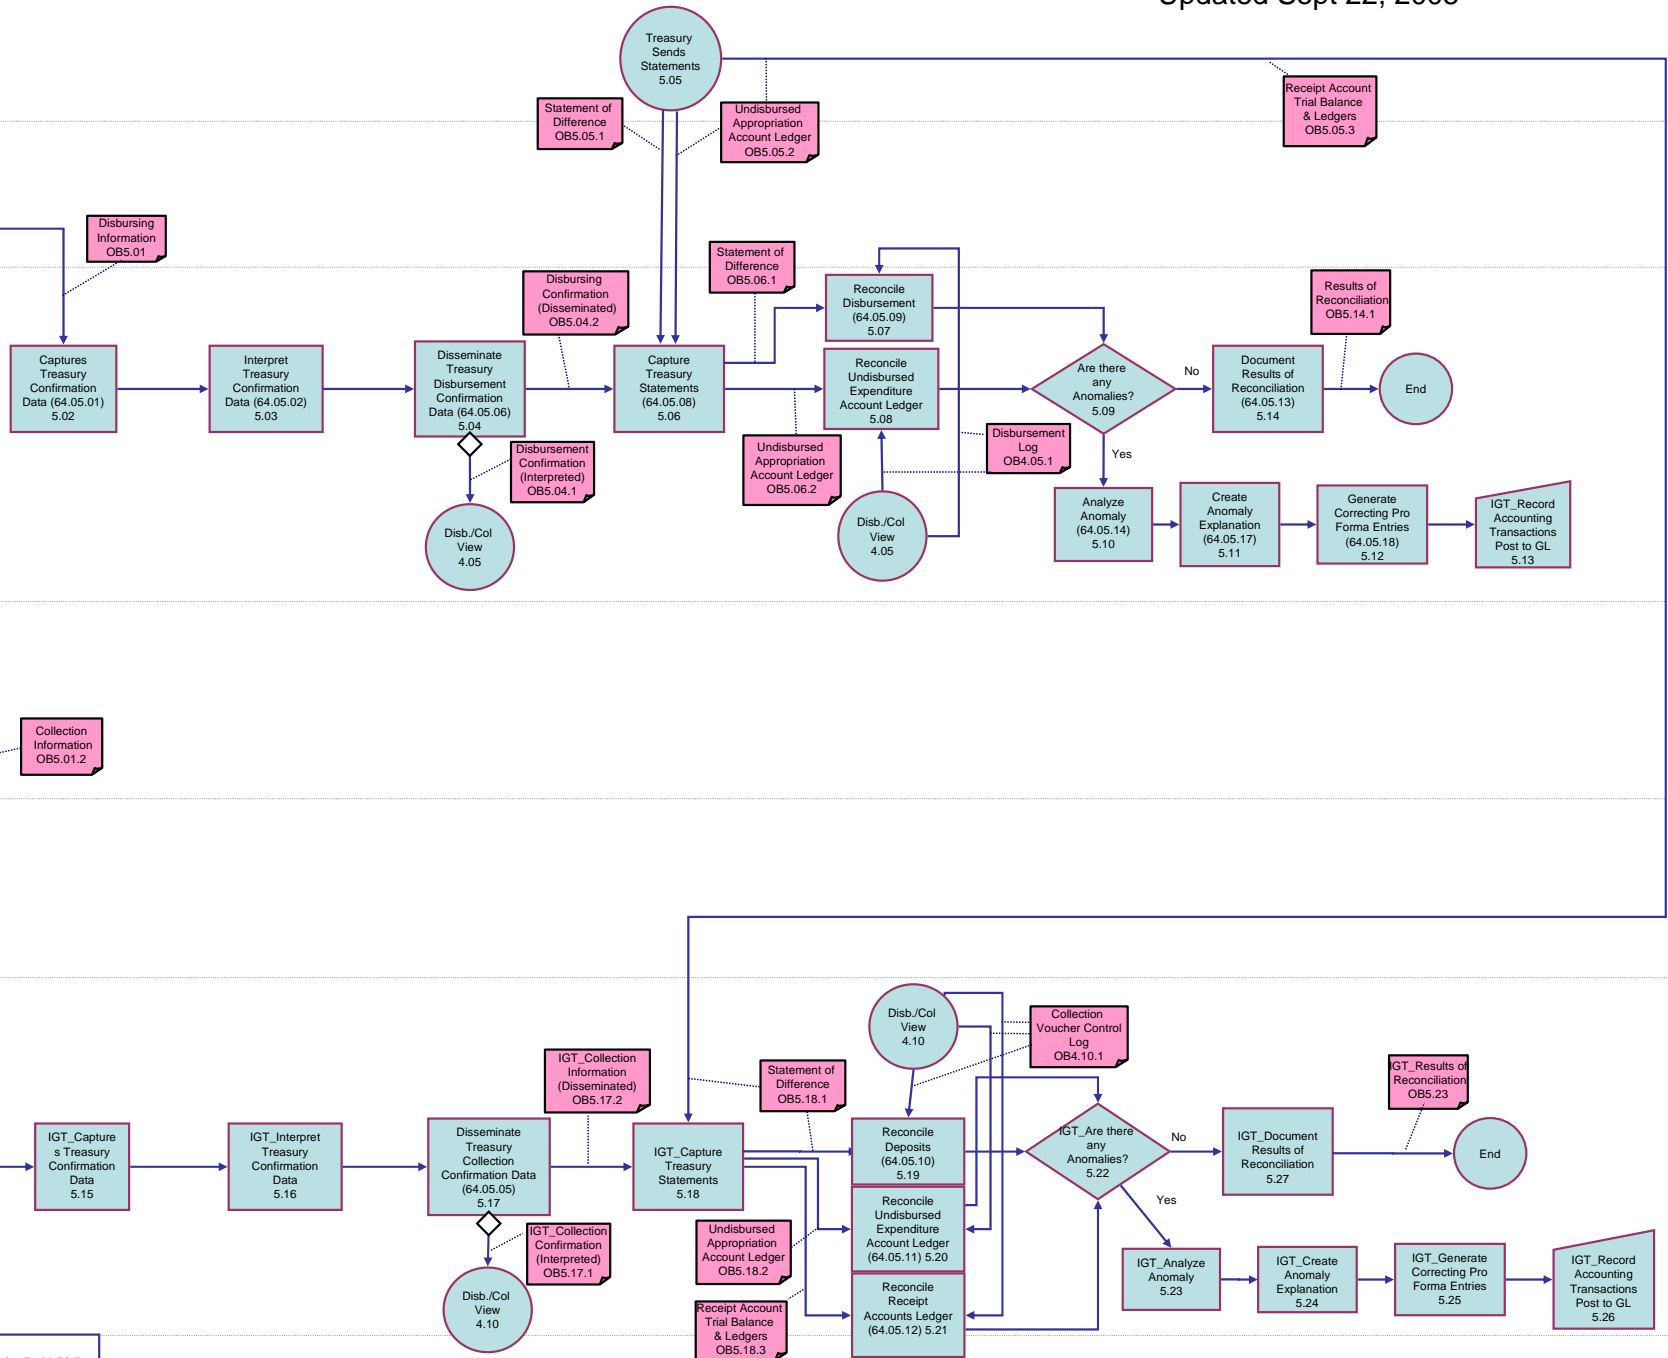 Treasury
Sends
Statements
5.05
Statement of
Difference
OB5.05.1
Undisbursed
Appropriation
Account Ledger
OB5.05.2
Receipt Account
Trial Balance
& Ledgers
OB5.05.3
Disbursing
Information
OB5.01
Disbursing
Confirmation
(Disseminated)
OB5.04.2
Statement of
Difference
OB5.06.1
Results of
Reconciliation
OB5.14.1
Captures
Treasury
Confirmation
Data (64.05.01)
5.02
Interpret
Treasury
Confirmation
Data (64.05.02)
5.03
Disseminate
Treasury
Disbursement
Confirmation
Data (64.05.06)
5.04
Capture
Treasury
Statements
(64.05.08)
5.06
Reconcile
Disbursement
(64.05.09)
5.07
Reconcile
Undisbursed
Expenditure
Account Ledger
5.08
Are there
any
Anomalies?
5.09
No
Document
Results of
Reconciliation
(64.05.13)
5.14
End
Yes
Disbursement
Confirmation
(Interpreted)
OB5.04.1
Undisbursed
Appropriation
Account Ledger
OB5.06.2
Disbursement
Log
OB4.05.1
Disb./Col
View
4.05
Disb./Col
View
4.05
Analyze
Anomaly
(64.05.14)
5.10
Create
Anomaly
Explanation
(64.05.17)
5.11
Generate
Correcting Pro
Forma Entries
(64.05.18)
5.12
IGT_Record
Accounting
Transactions
Post to GL
5.13
Collection
Information
OB5.01.2
Disb./Col
View
4.10
Collection
Voucher Control
Log
OB4.10.1
IGT_Collection
Information
(Disseminated)
OB5.17.2
Statement of
Difference
OB5.18.1
IGT_Results of
Reconciliation
OB5.23
IGT_Capture
s Treasury
Confirmation
Data
5.15
IGT_Interpret
Treasury
Confirmation
Data
5.16
Disseminate
Treasury
Collection
Confirmation Data
(64.05.05)
5.17
IGT_Capture
Treasury
Statements
5.18
Reconcile
Deposits
(64.05.10)
5.19
Reconcile
Undisbursed
Expenditure
Account Ledger
(64.05.11) 5.20
Reconcile
Receipt
Accounts Ledger
(64.05.12) 5.21
IGT_Are there
any
Anomalies?
5.22
No
IGT_Document
Results of
Reconciliation
5.27
End
Yes
IGT_Collection
Confirmation
(Interpreted)
OB5.17.1
Disb./Col
View
4.10
Undisbursed
Appropriation
Account Ledger
OB5.18.2
Receipt Account
Trial Balance
& Ledgers
OB5.18.3
IGT_Analyze
Anomaly
5.23
IGT_Create
Anomaly
Explanation
5.24
IGT_Generate
Correcting Pro
Forma Entries
5.25
IGT_Record
Accounting
Transactions
Post to GL
5.26